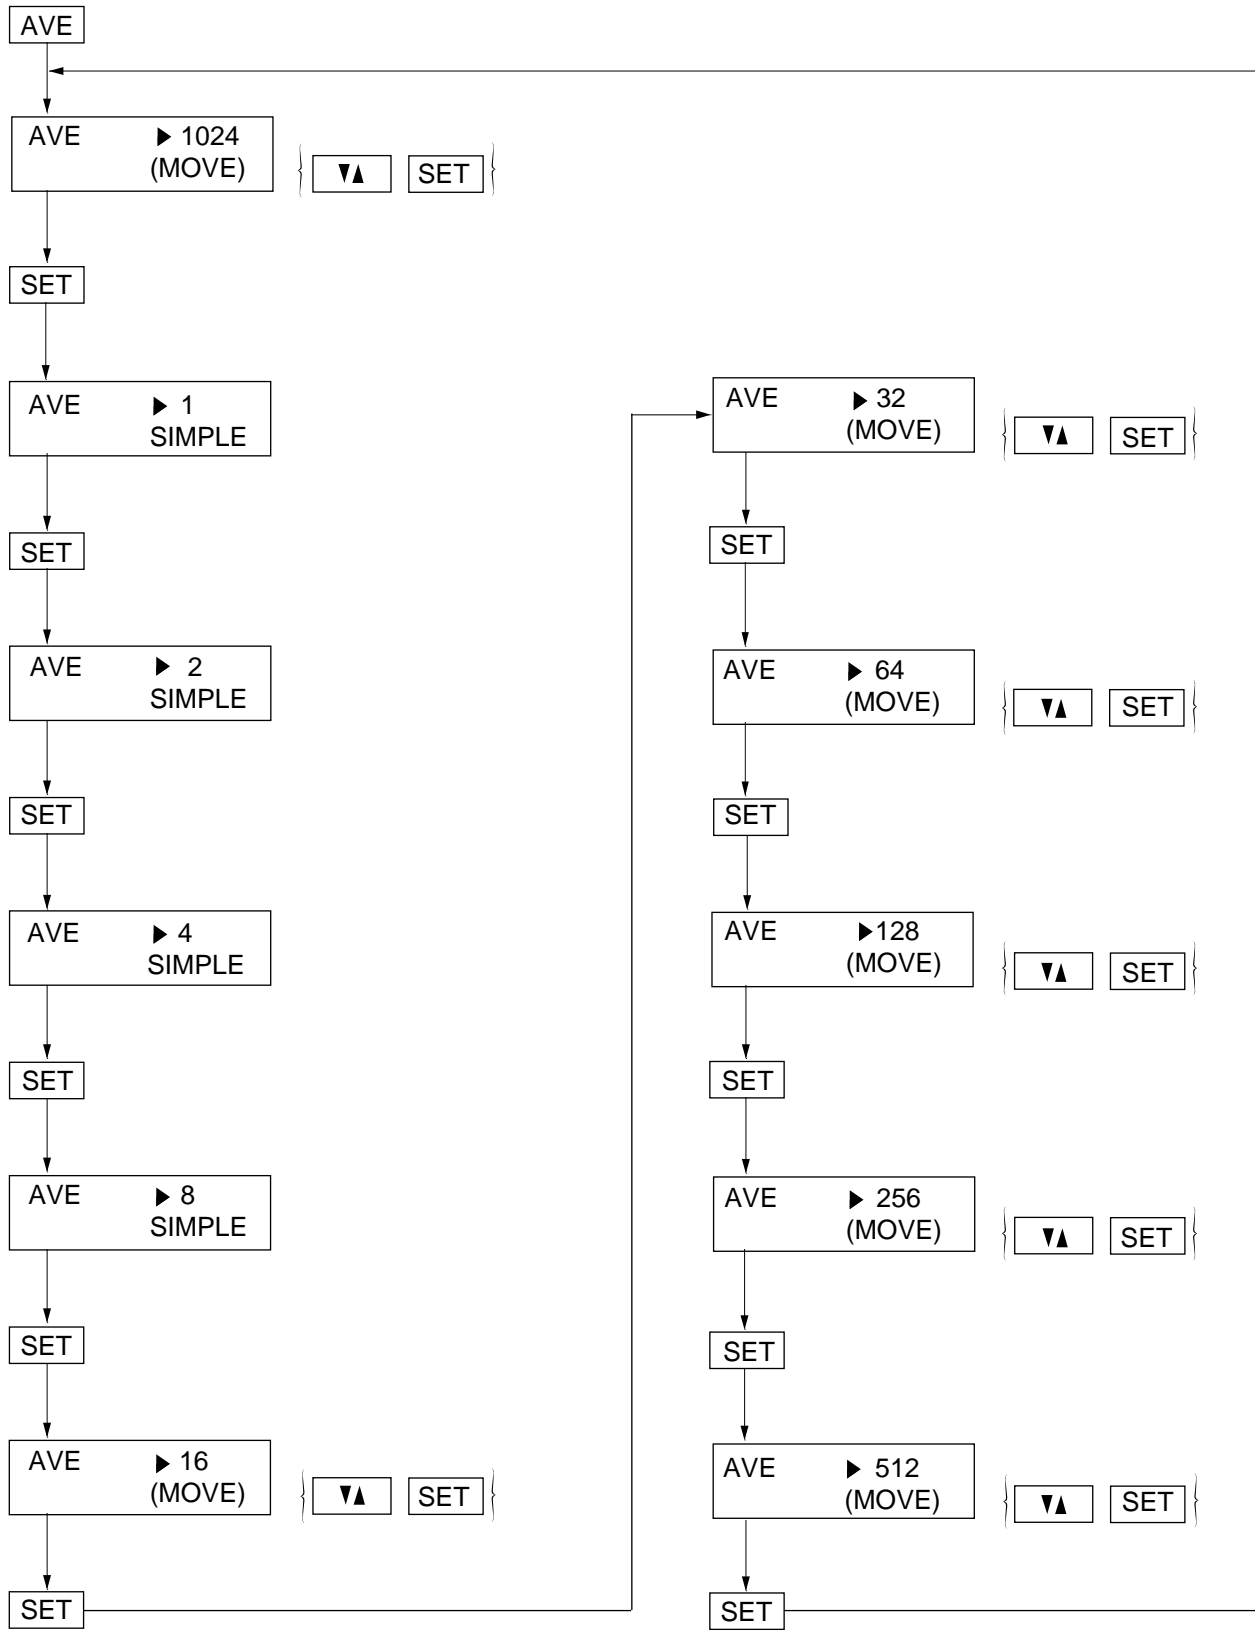 AVE
AVE ▶ 1024
(MOVE)
{ ▼▲ SET }
SET
AVE ▶ 1
SIMPLE
SET
AVE ▶ 2
SIMPLE
SET
AVE ▶ 4
SIMPLE
SET
AVE ▶ 8
SIMPLE
SET
AVE ▶ 16
(MOVE)
{ ▼▲ SET }
SET
AVE ▶ 32
(MOVE)
{ ▼▲ SET }
SET
AVE ▶ 64
(MOVE)
{ ▼▲ SET }
SET
AVE ▶128
(MOVE)
{ ▼▲ SET }
SET
AVE ▶ 256
(MOVE)
{ ▼▲ SET }
SET
AVE ▶ 512
(MOVE)
{ ▼▲ SET }
SET